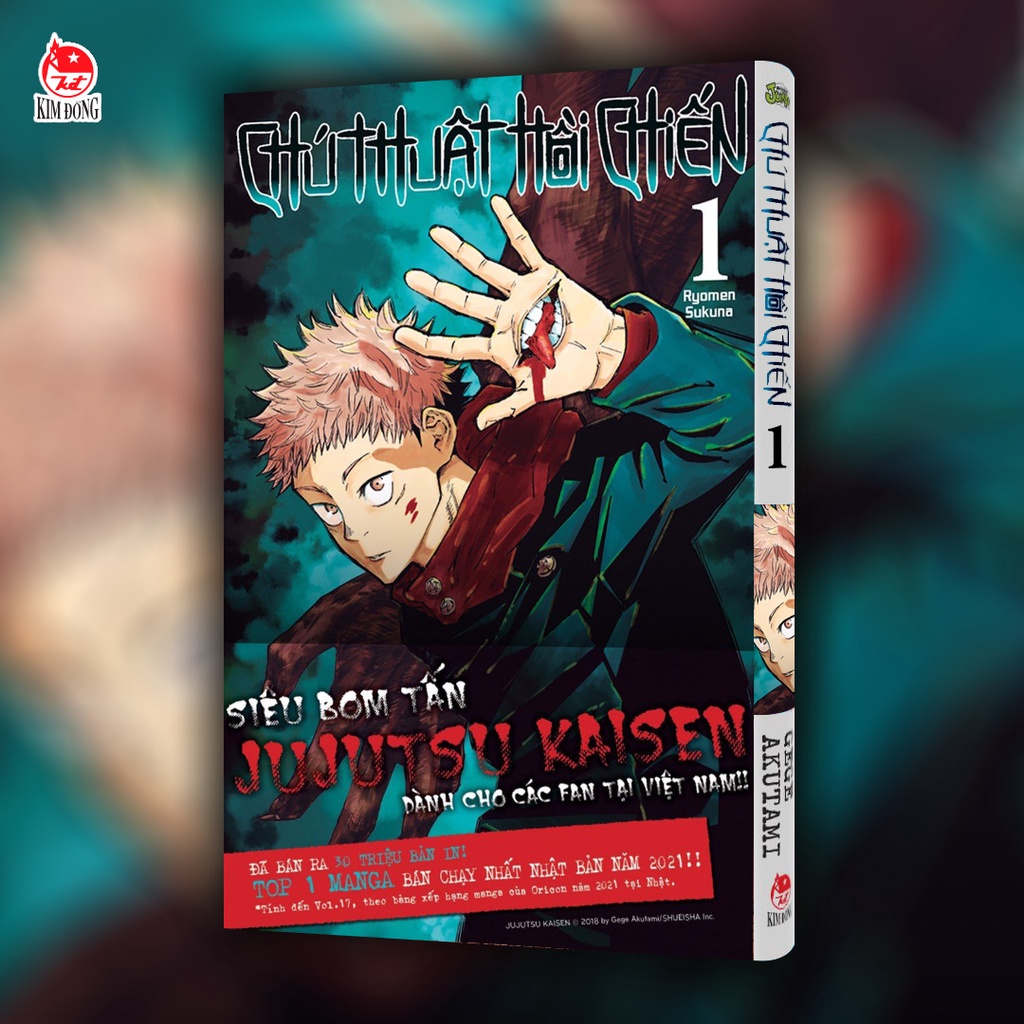 Kút
KIM ĐỒNG
CHÚ THUẬT HỒI CHIẾN
1
Ryomen
Sukuna
SIÊU BOM TẤN
JUJUTSU KAISEN
DÀNH CHO CÁC FAN TẠI VIỆT NAM!!
ĐÃ BÁN RA 30 TRIỆU BẢN IN!
TOP 1 MANGA BÁN CHẠY NHẤT NHẬT BẢN NĂM 2021!!
*Tính đến Vol.17, theo bảng xếp hạng manga của Oricon năm 2021 tại Nhật.
JUJUTSU KAISEN © 2018 by Gege Akutami/SHUEISHA Inc.
JUMP
CHÚ THUẬT HỒI CHIẾN
1
GEGE
AKUTAMI
KIM ĐỒNG